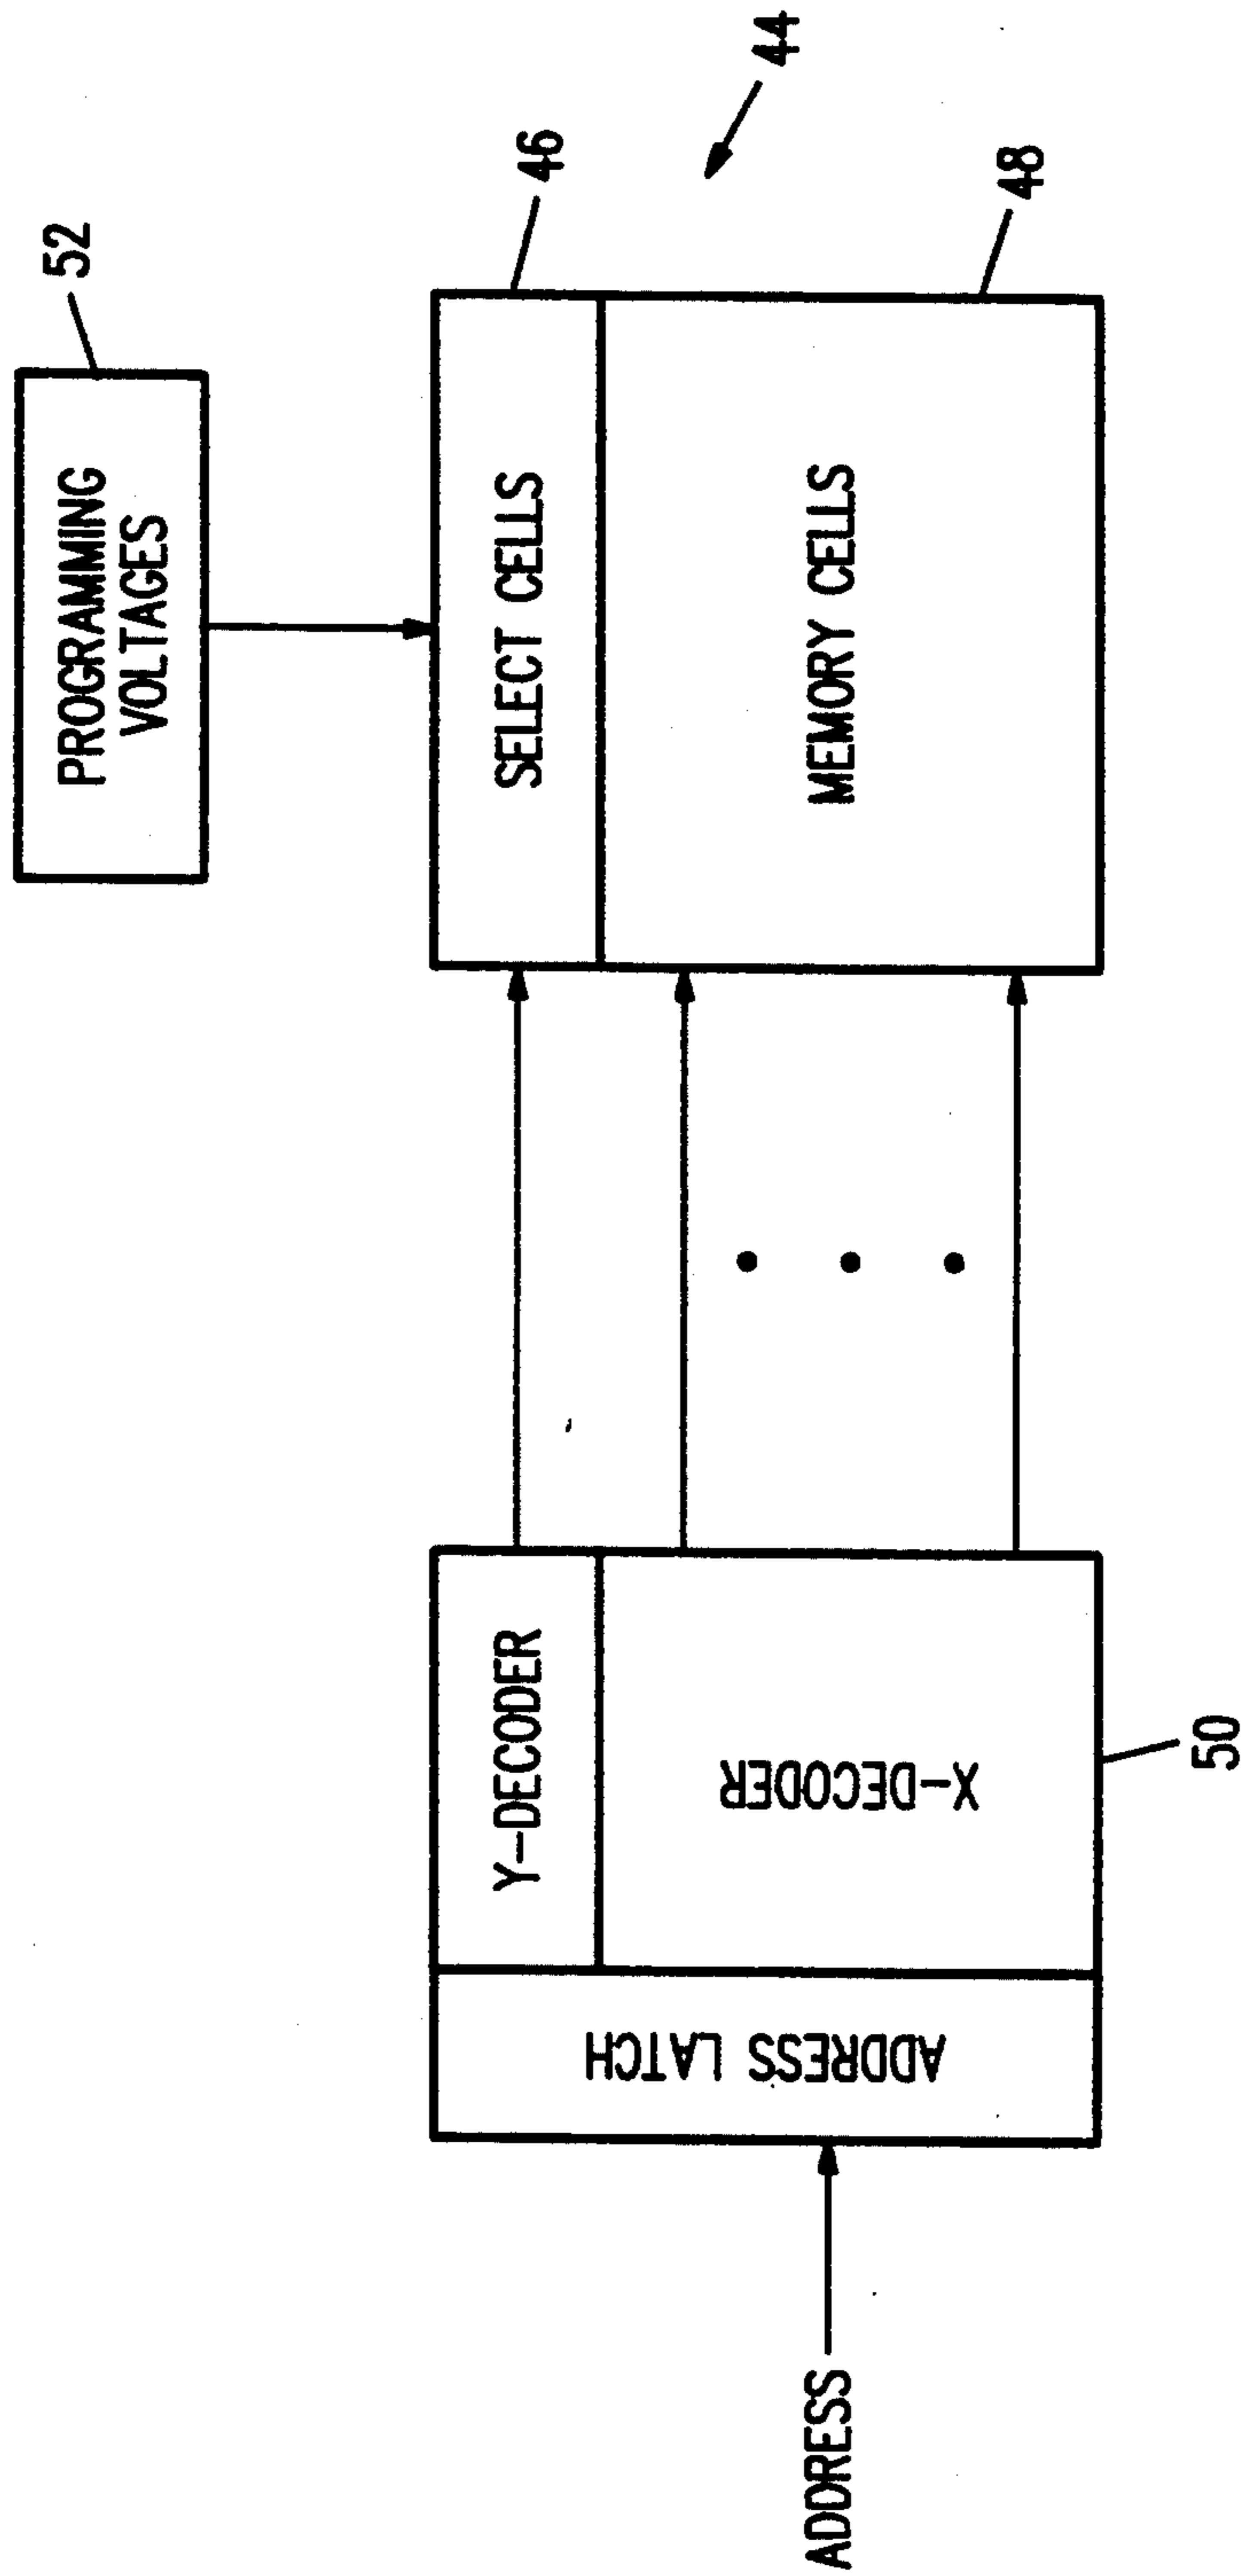 PROGRAMMING
VOLTAGES
52
SELECT CELLS
46
MEMORY CELLS
48
44
Y-DECODER
X-DECODER
50
ADDRESS LATCH
ADDRESS